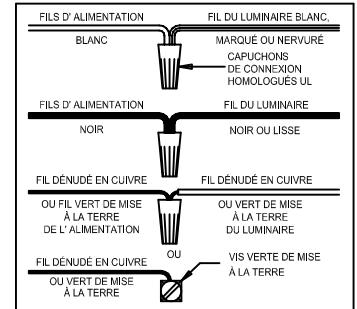 FILS D' ALIMENTATION
FIL DU LUMINAIRE BLANC,
BLANC
MARQUÉ OU NERVURÉ
CAPUCHONS
DE CONNEXION
HOMOLOGUÉS UL
FILS D' ALIMENTATION
FIL DU LUMINAIRE
NOIR
NOIR OU LISSE
FIL DÉNUDÉ EN CUIVRE
FIL DÉNUDÉ EN CUIVRE
OU FIL VERT DE MISE
À LA TERRE
DE L' ALIMENTATION
OU VERT DE MISE
À LA TERRE
DU LUMINAIRE
OU
FIL DÉNUDÉ EN CUIVRE
OU VERT DE MISE
À LA TERRE
VIS VERTE DE MISE
À LA TERRE